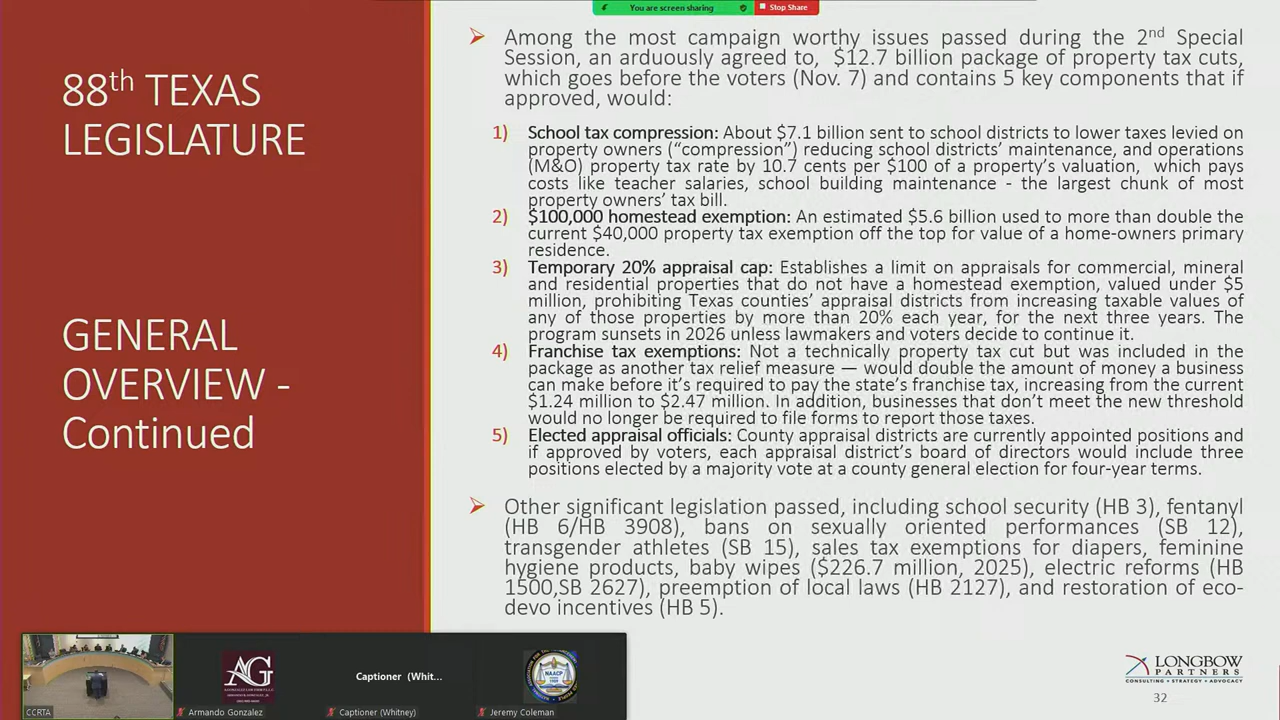 You are screen sharing
Stop Share
88th TEXAS
LEGISLATURE
GENERAL
OVERVIEW -
Continued
Among the most campaign worthy issues passed during the 2nd Special
Session, an arduously agreed to, $12.7 billion package of property tax cuts,
which goes before the voters (Nov. 7) and contains 5 key components that if
approved, would:
1) School tax compression: About $7.1 billion sent to school districts to lower taxes levied on
property owners (“compression”) reducing school districts’ maintenance, and operations
(M&O) property tax rate by 10.7 cents per $100 of a property’s valuation, which pays
costs like teacher salaries, school building maintenance - the largest chunk of most
property owners’ tax bill.
2) $100,000 homestead exemption: An estimated $5.6 billion used to more than double the
current $40,000 property tax exemption off the top for value of a home-owners primary
residence.
3) Temporary 20% appraisal cap: Establishes a limit on appraisals for commercial, mineral
and residential properties that do not have a homestead exemption, valued under $5
million, prohibiting Texas counties’ appraisal districts from increasing taxable values of
any of those properties by more than 20% each year, for the next three years. The
program sunsets in 2026 unless lawmakers and voters decide to continue it.
4) Franchise tax exemptions: Not a technically property tax cut but was included in the
package as another tax relief measure — would double the amount of money a business
can make before it’s required to pay the state’s franchise tax, increasing from the current
$1.24 million to $2.47 million. In addition, businesses that don’t meet the new threshold
would no longer be required to file forms to report those taxes.
5) Elected appraisal officials: County appraisal districts are currently appointed positions and
if approved by voters, each appraisal district’s board of directors would include three
positions elected by a majority vote at a county general election for four-year terms.
Other significant legislation passed, including school security (HB 3), fentanyl
(HB 6/HB 3908), bans on sexually oriented performances (SB 12),
transgender athletes (SB 15), sales tax exemptions for diapers, feminine
hygiene products, baby wipes ($226.7 million, 2025), electric reforms (HB
1500,SB 2627), preemption of local laws (HB 2127), and restoration of eco-
devo incentives (HB 5).
CCRTA
AG
Armando Gonzalez
Captioner (Whit...
Captioner (Whitney)
NAACP
Jeremy Coleman
LONGBOW
PARTNERS
CONSULTING • STRATEGY • ADVOCACY
32